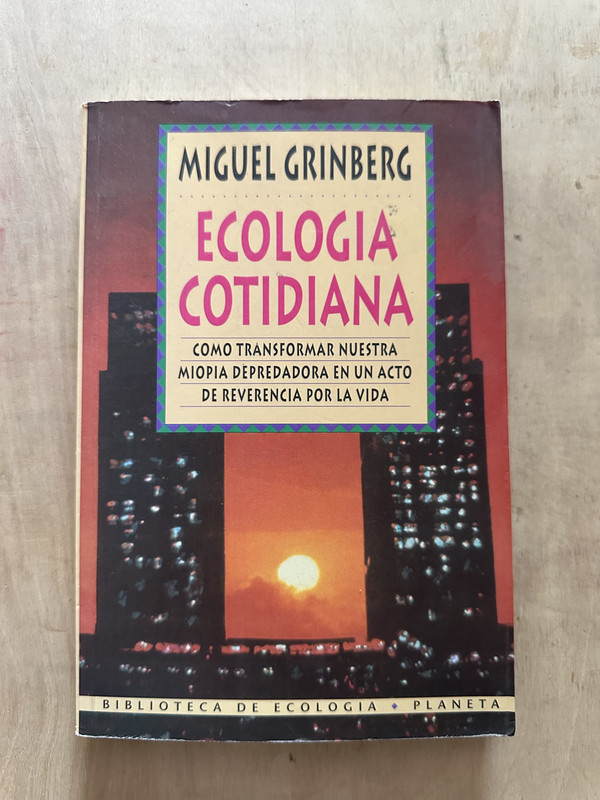 MIGUEL GRINBERG
ECOLOGIA
COTIDIANA
COMO TRANSFORMAR NUESTRA
MIOPIA DEPREDADORA EN UN ACTO
DE REVERENCIA POR LA VIDA
BIBLIOTECA DE ECOLOGIA ♦ PLANETA